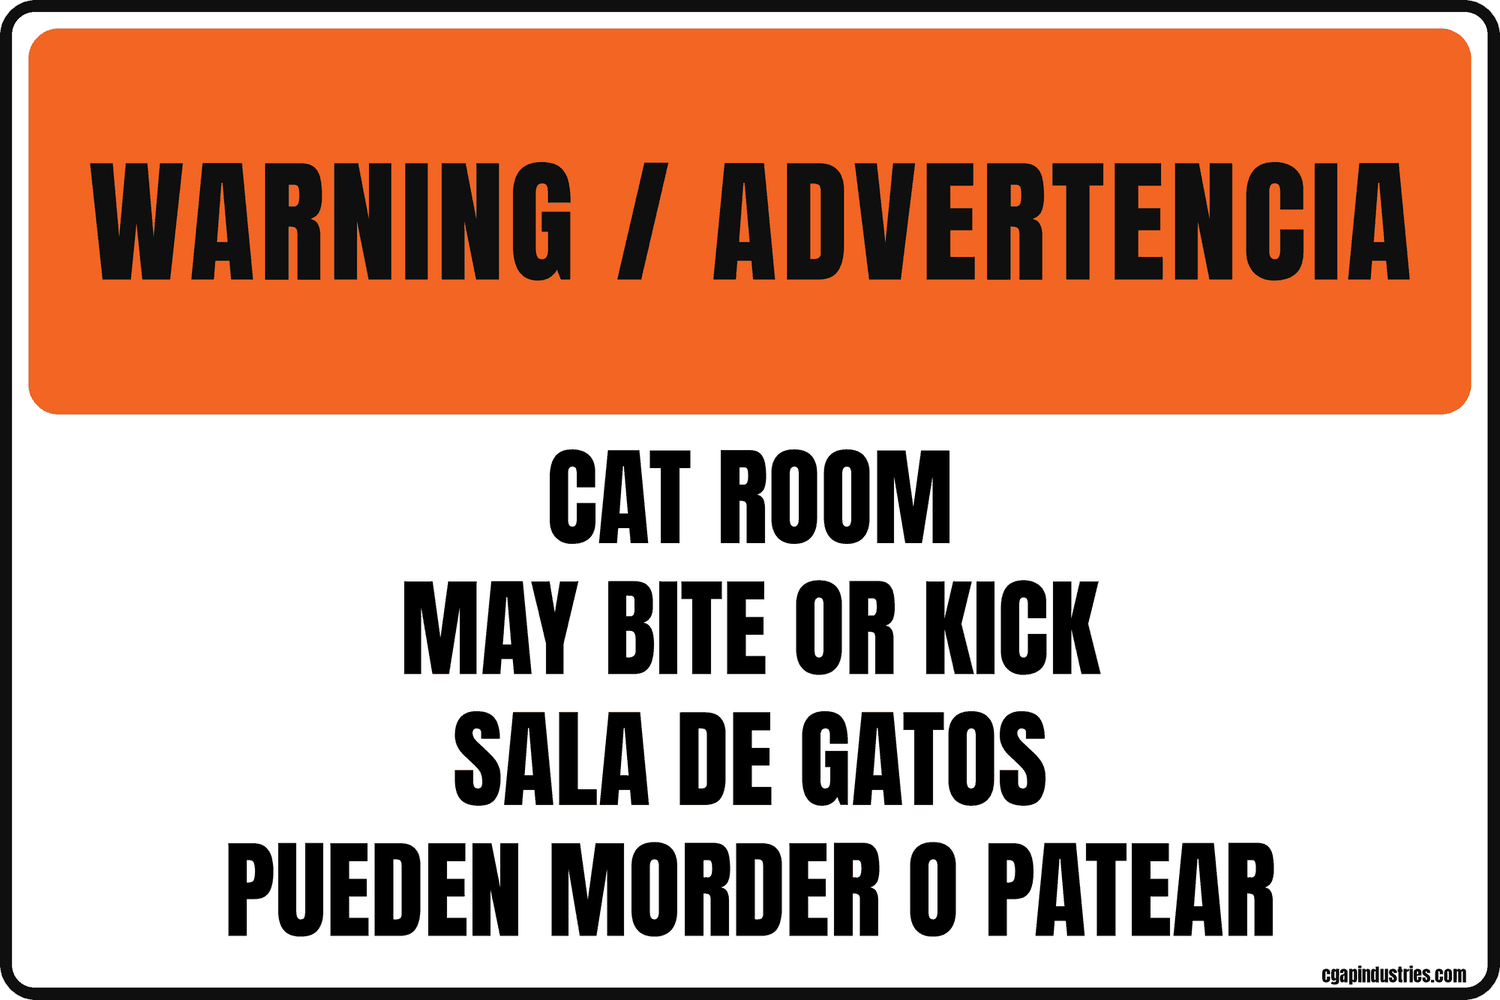 WARNING / ADVERTENCIA
CAT ROOM
MAY BITE OR KICK
SALA DE GATOS
PUEDEN MORDER O PATEAR
cgapindustries.com